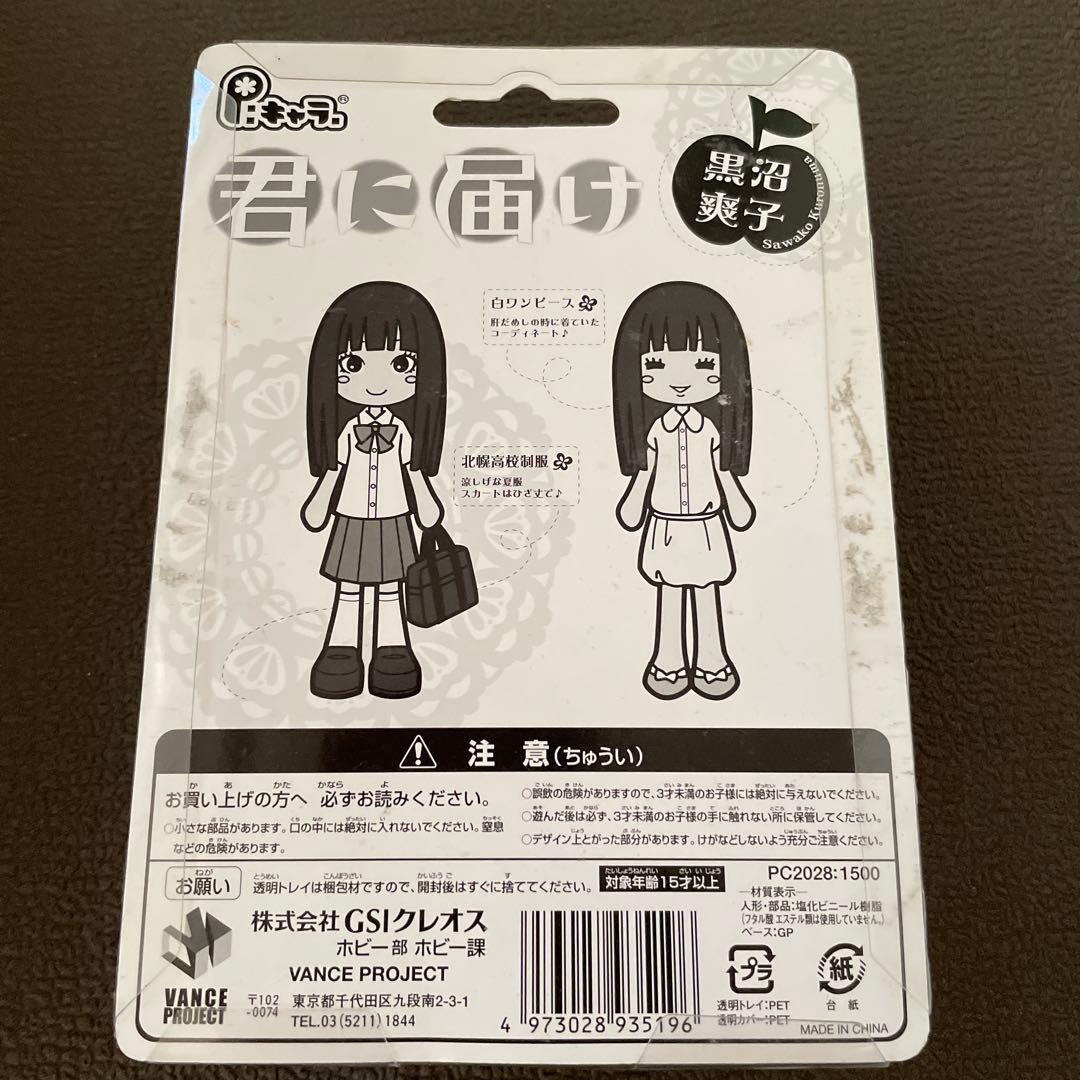 P:キャラ®
君に届け
黒沼
爽子
Sawako Kuronuma
白ワンピース
肝だめしの時に着ていた
コーディネート♪
北幌高校制服
涼しげな夏服
スカートはひざ丈で♪
注意(ちゅうい)
お買い上げの方へ 必ずお読みください。
○小さな部品があります。口の中には絶対に入れないでください。窒息
などの危険があります。
○誤飲の危険がありますので、3才未満のお子様には絶対に与えないでください。
○遊んだ後は必ず、3才未満のお子様の手に触れない所に保管してください。
○デザイン上とがった部分があります。けがなどしないよう充分ご注意ください。
お願い
透明トレイは梱包材ですので、開封後はすぐに捨ててください。
対象年齢15才以上
PC2028:1500
―材質表示―
人形・部品:塩化ビニール樹脂
(フタル酸エステル類は使用していません。)
ベース:GP
株式会社GSIクレオス
ホビー部 ホビー課
VANCE PROJECT
VANCE
PROJECT
〒102
-0074
東京都千代田区九段南2-3-1
TEL.03(5211)1844
4 973028 935196
プラ
透明トレイ:PET
透明カバー:PET
紙
台紙
MADE IN CHINA